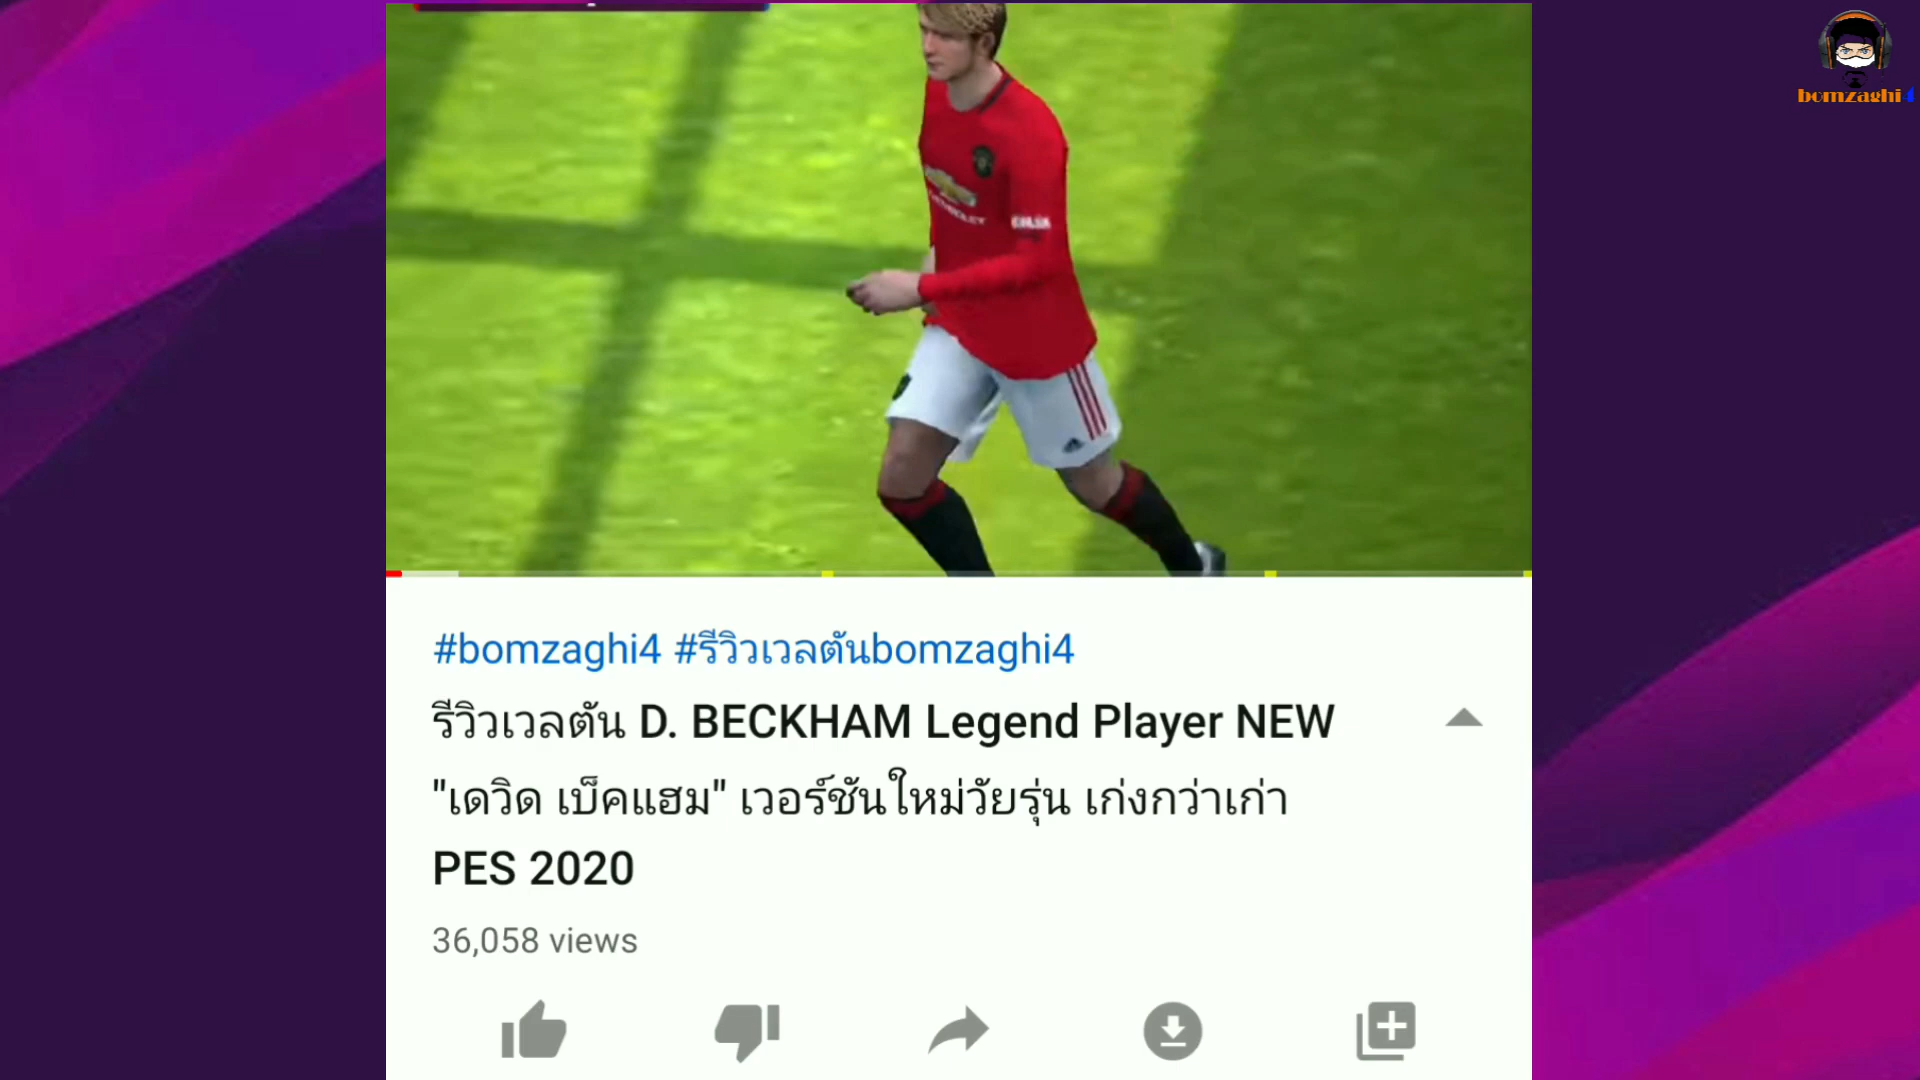 bomzaghi4
CHEVROLET
KOHLER
#bomzaghi4 #รีวิวเวลตันbomzaghi4
รีวิวเวลตัน D. BECKHAM Legend Player NEW
"เดวิด เบ็คแฮม" เวอร์ชันใหม่วัยรุ่น เก่งกว่าเก่า
PES 2020
36,058 views